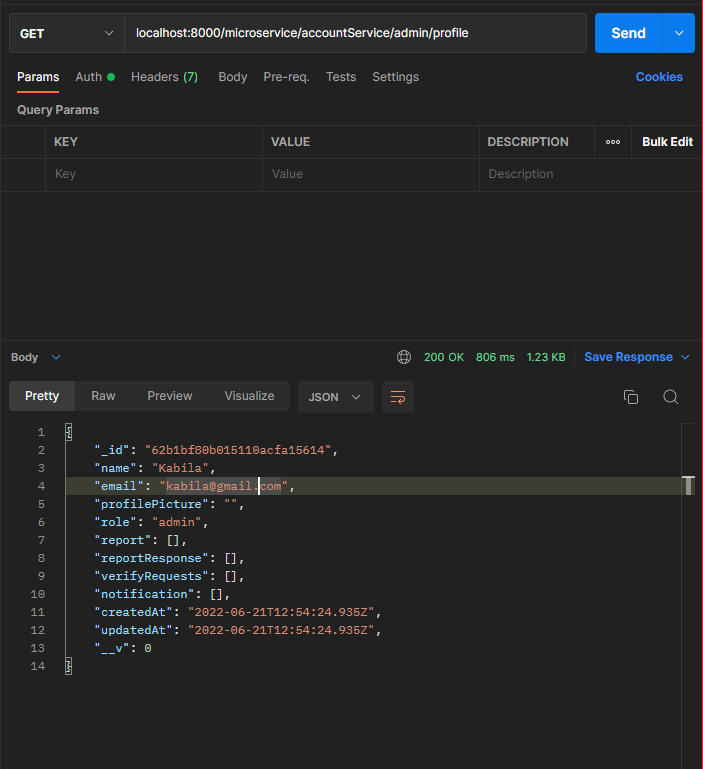 GET localhost:8000/microservice/accountService/admin/profile Send
Params Auth Headers (7) Body Pre-req. Tests Settings Cookies
Query Params
KEY VALUE DESCRIPTION ooo Bulk Edit
Key Value Description
Body 200 OK 806 ms 1.23 KB Save Response
Pretty Raw Preview Visualize JSON
1 {
2 "_id": "62b1bf80b015110acfa15614",
3 "name": "Kabila",
4 "email": "kabila@gmail.com",
5 "profilePicture": "",
6 "role": "admin",
7 "report": [],
8 "reportResponse": [],
9 "verifyRequests": [],
10 "notification": [],
11 "createdAt": "2022-06-21T12:54:24.935Z",
12 "updatedAt": "2022-06-21T12:54:24.935Z",
13 "__v": 0
14 }